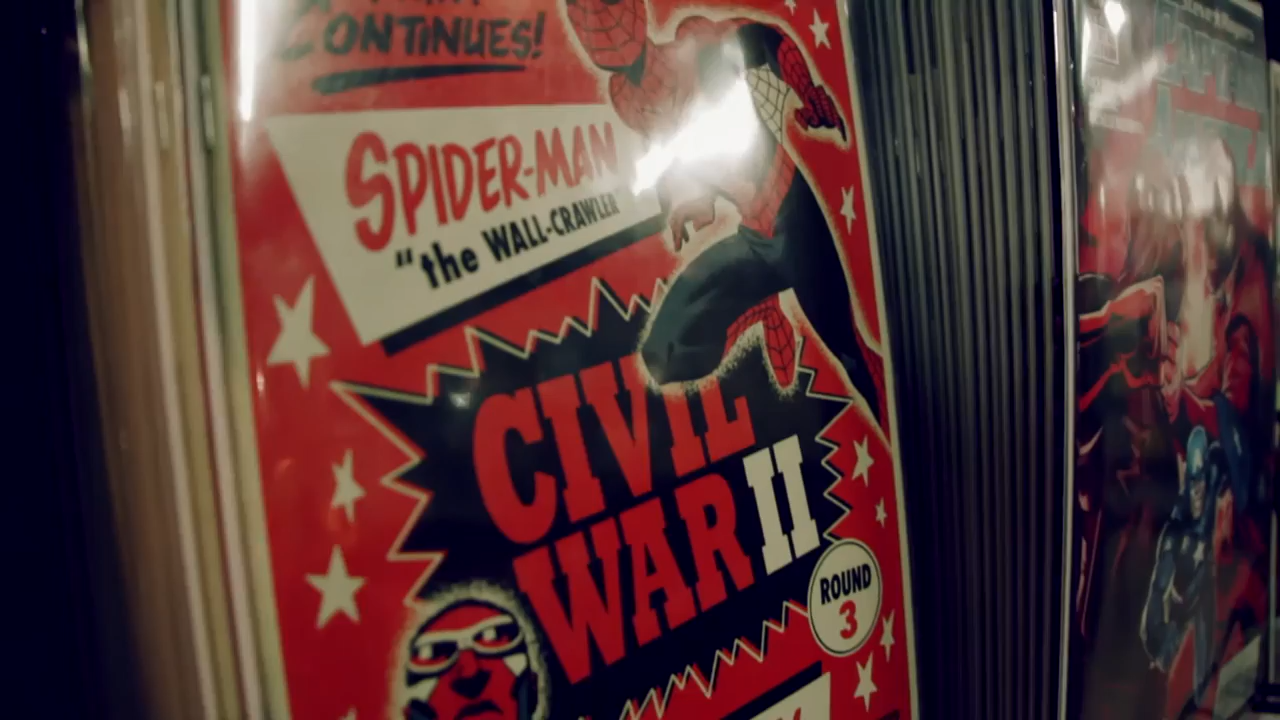 CONTINUES!
SPIDER-MAN
"the WALL-CRAWLER
CIVIL
WAR II
ROUND
3